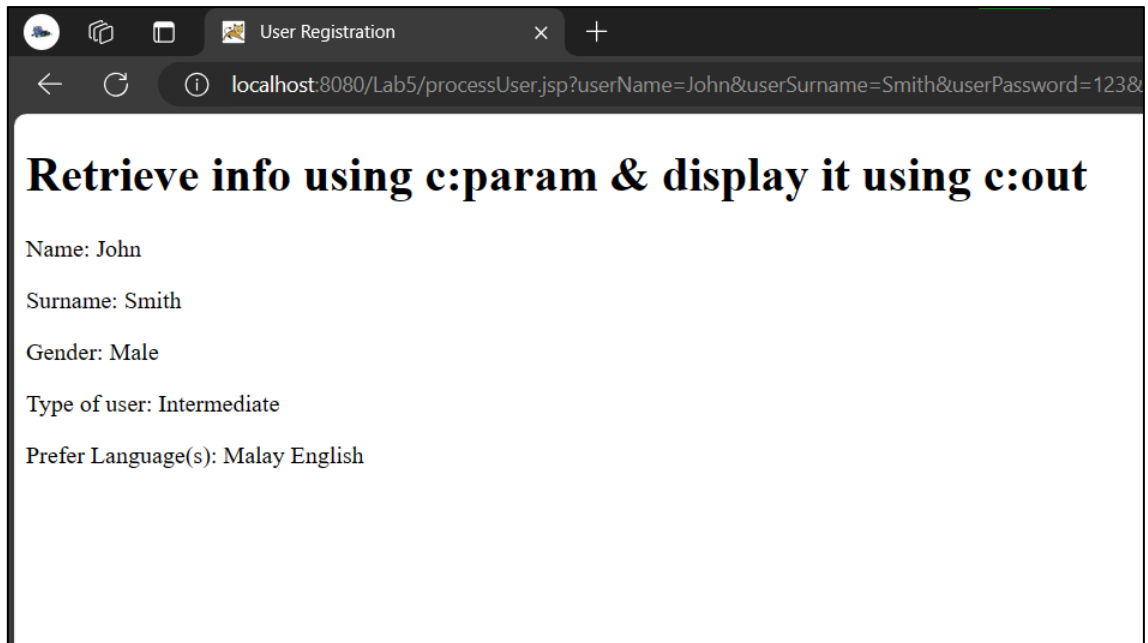 User Registration
localhost:8080/Lab5/processUser.jsp?userName=John&userSurname=Smith&userPassword=123&
Retrieve info using c:param & display it using c:out
Name: John
Surname: Smith
Gender: Male
Type of user: Intermediate
Prefer Language(s): Malay English